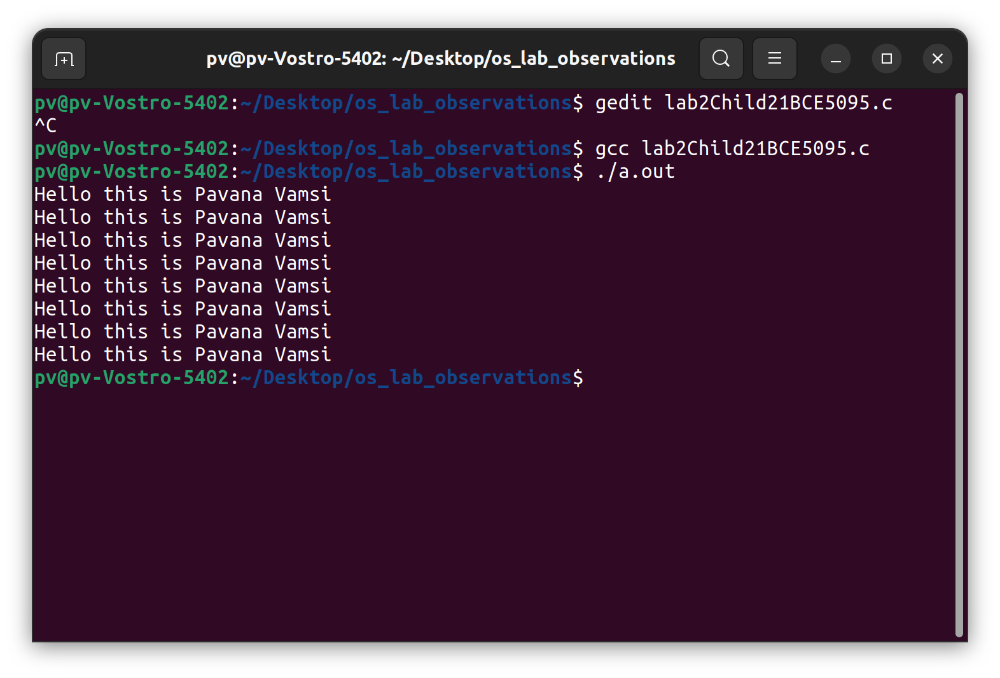 pv@pv-Vostro-5402: ~/Desktop/os_lab_observations
pv@pv-Vostro-5402:~/Desktop/os_lab_observations$ gedit lab2Child21BCE5095.c
^C
pv@pv-Vostro-5402:~/Desktop/os_lab_observations$ gcc lab2Child21BCE5095.c
pv@pv-Vostro-5402:~/Desktop/os_lab_observations$ ./a.out
Hello this is Pavana Vamsi
Hello this is Pavana Vamsi
Hello this is Pavana Vamsi
Hello this is Pavana Vamsi
Hello this is Pavana Vamsi
Hello this is Pavana Vamsi
Hello this is Pavana Vamsi
Hello this is Pavana Vamsi
pv@pv-Vostro-5402:~/Desktop/os_lab_observations$